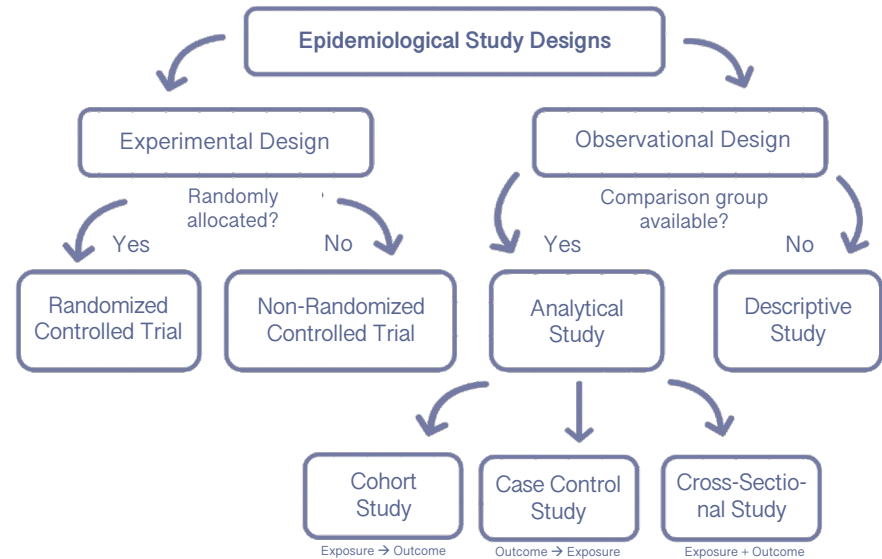 Epidemiological Study Designs
Experimental Design
Observational Design
Randomly
allocated?
Comparison group
available?
Yes
No
Yes
No
Randomized
Controlled Trial
Non-Randomized
Controlled Trial
Analytical
Study
Descriptive
Study
Cohort
Study
Case Control
Study
Cross-Sectio-
nal Study
Exposure → Outcome
Outcome → Exposure
Exposure + Outcome